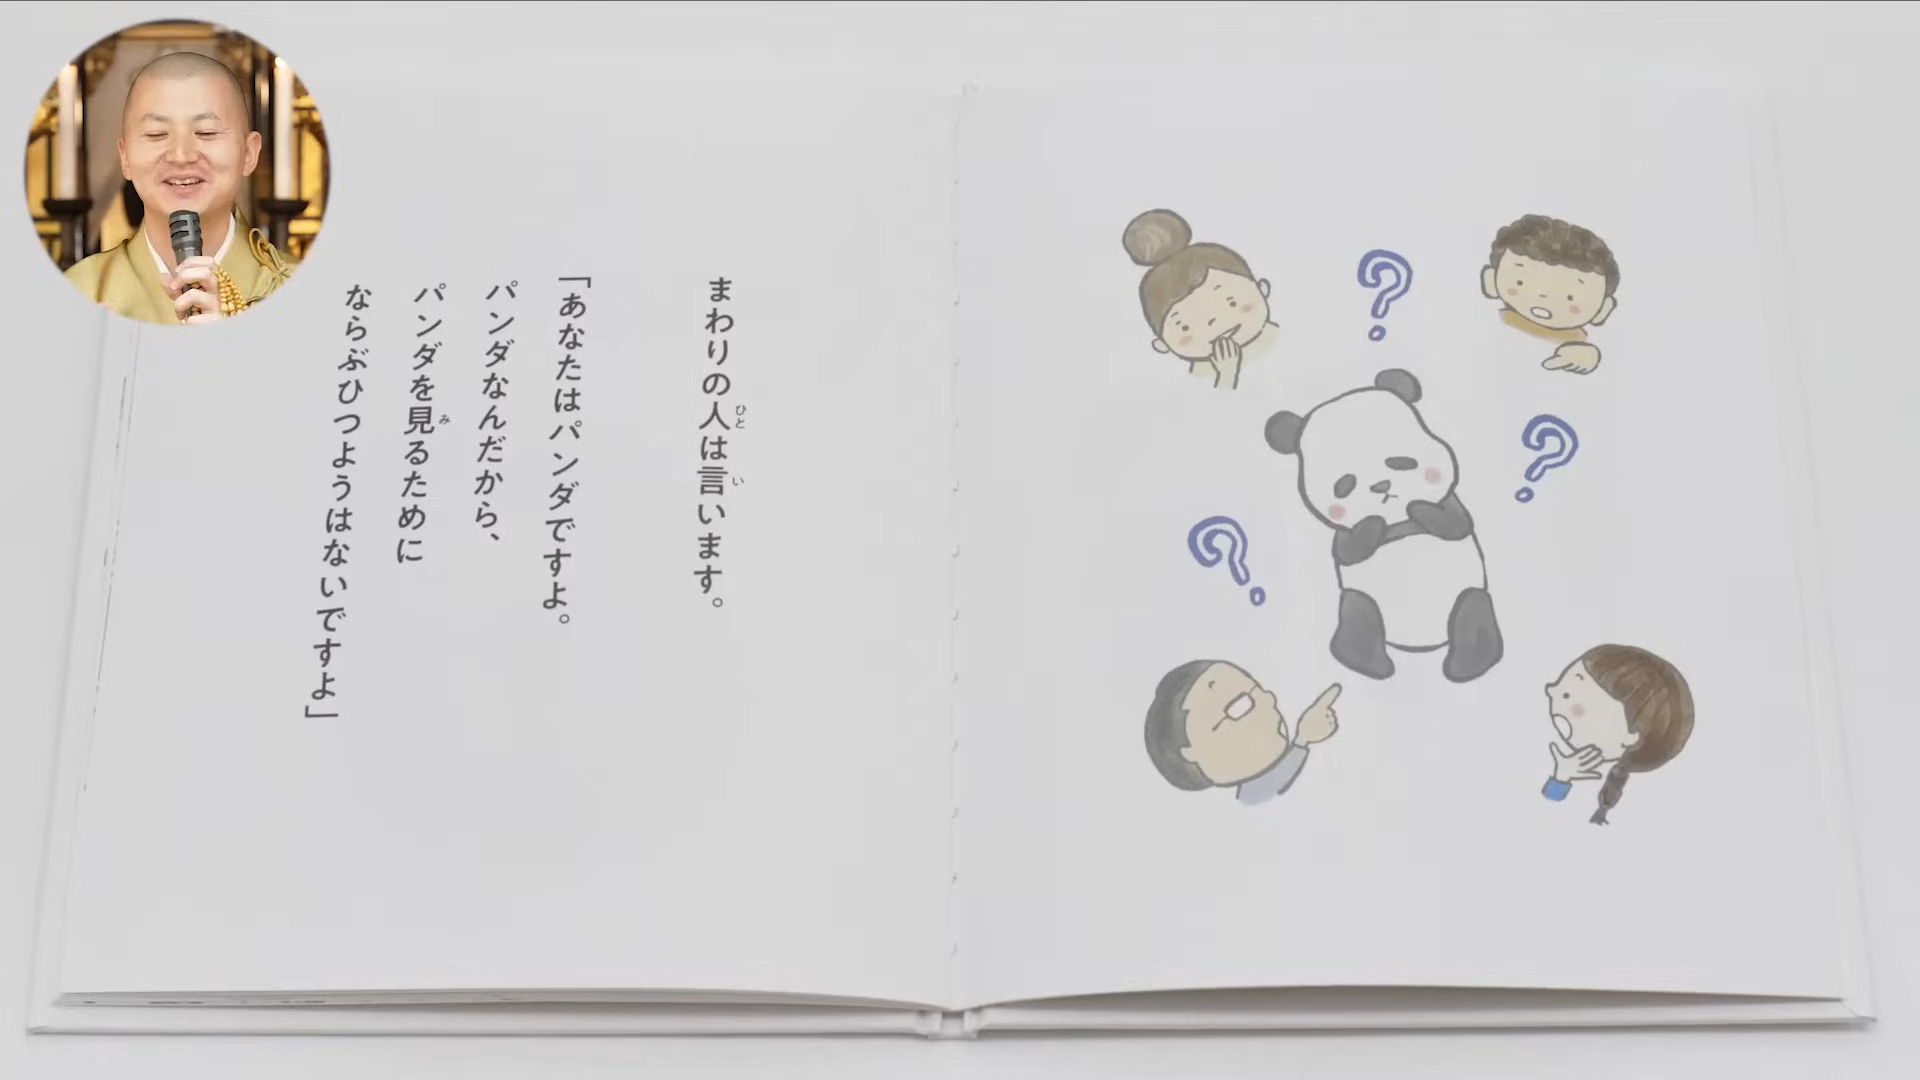 まわりの人は言います。
「あなたはパンダですよ。
パンダなんだから、
パンダを見るために
ならぶひつようはないですよ」